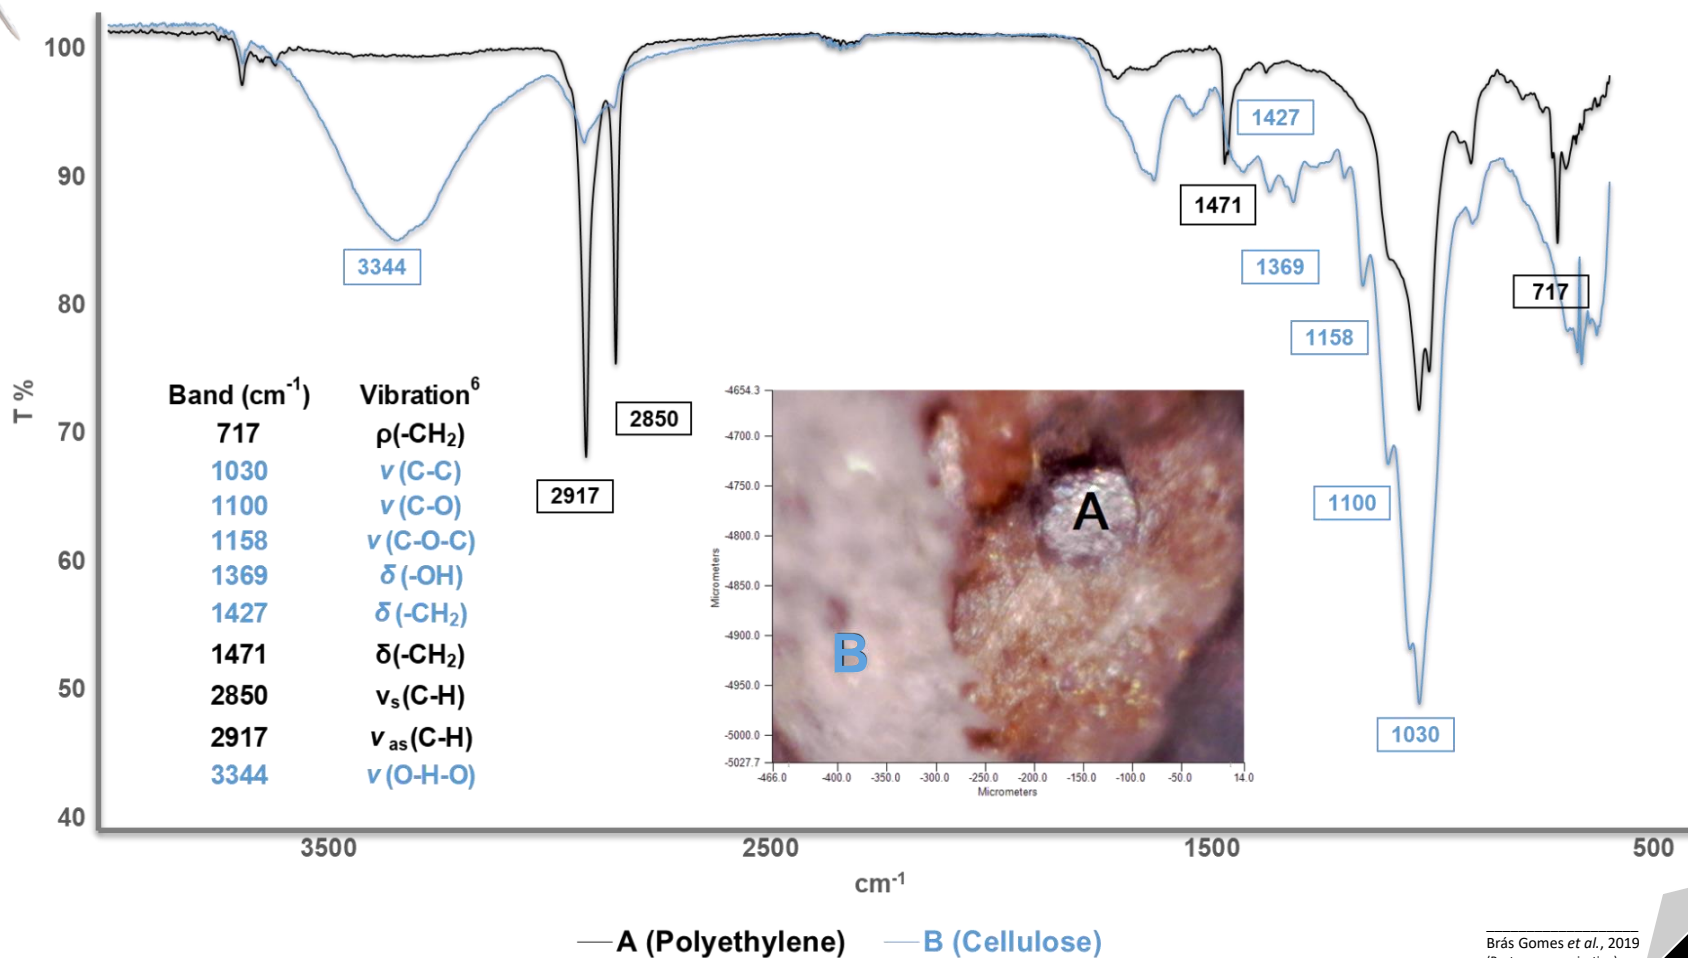 100
90
80
70
60
50
40
T %
3500
2500
1500
500
cm-1
3344
2917
2850
1471
1427
1369
1158
1100
1030
717
Band (cm-1) Vibration6
717 ρ(-CH2)
1030 ν (C-C)
1100 ν (C-O)
1158 ν (C-O-C)
1369 δ (-OH)
1427 δ (-CH2)
1471 δ(-CH2)
2850 νs(C-H)
2917 ν as(C-H)
3344 ν (O-H-O)
-4654.3
-4700.0
-4750.0
-4800.0
-4850.0
-4900.0
-4950.0
-5000.0
-5027.7
Micrometers
A
B
-466.0 -400.0 -350.0 -300.0 -250.0 -200.0 -150.0 -100.0 -50.0 14.0
Micrometers
A (Polyethylene) B (Cellulose)
Brás Gomes et al., 2019